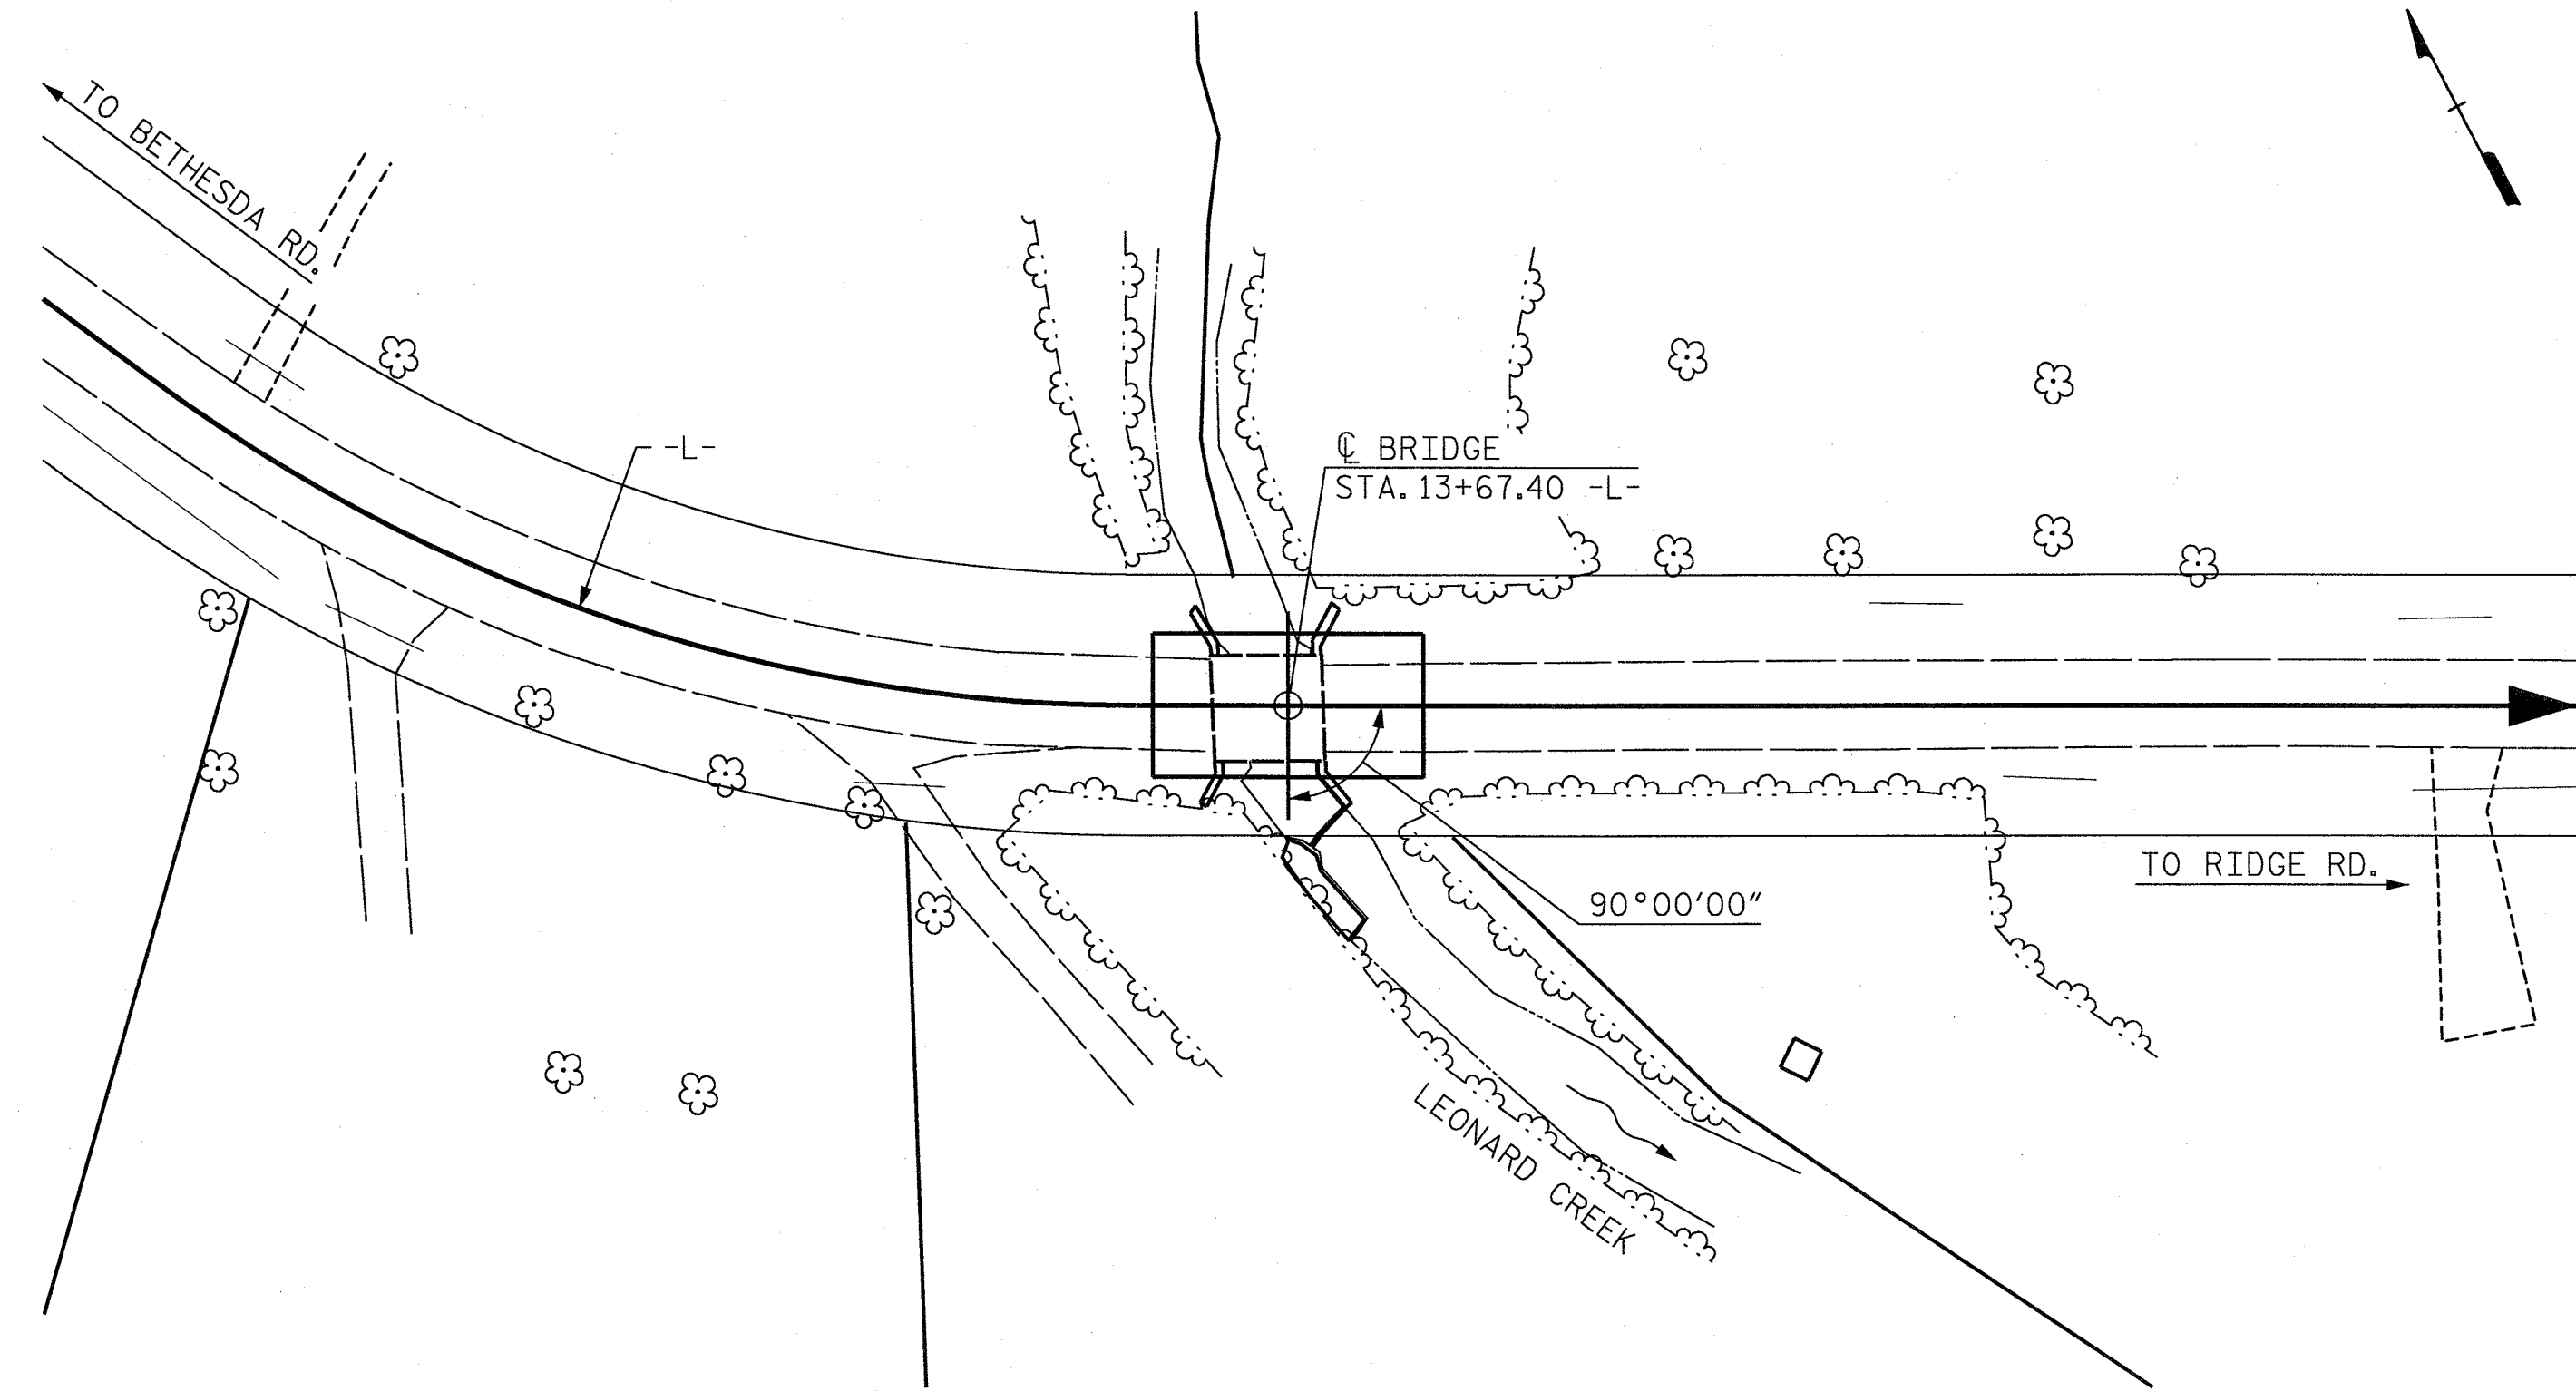 TO BETHESDA RD.
-L-
℄ BRIDGE
STA. 13+67.40 -L-
TO RIDGE RD.
90°00'00"
LEONARD CREEK